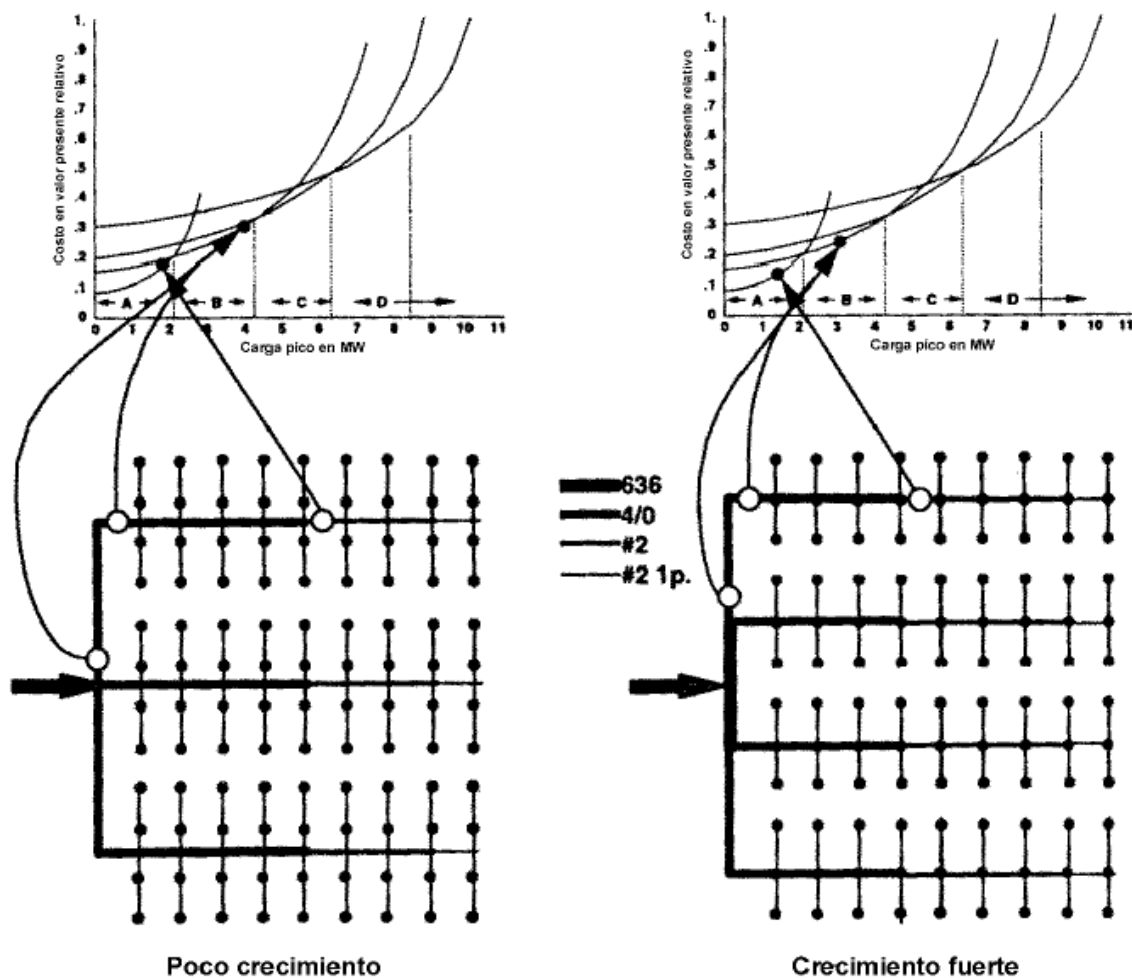 Costo en valor presente relativo
1.
.9
.8
.7
.6
.5
.4
.3
.2
.1
0
A B C D
0 1 2 3 4 5 6 7 8 9 10 11
Carga pico en MW
Costo en valor presente relativo
1.
.9
.8
.7
.6
.5
.4
.3
.2
.1
0
A B C D
0 1 2 3 4 5 6 7 8 9 10 11
Carga pico en MW
636
4/0
#2
#2 1p.
Poco crecimiento
Crecimiento fuerte